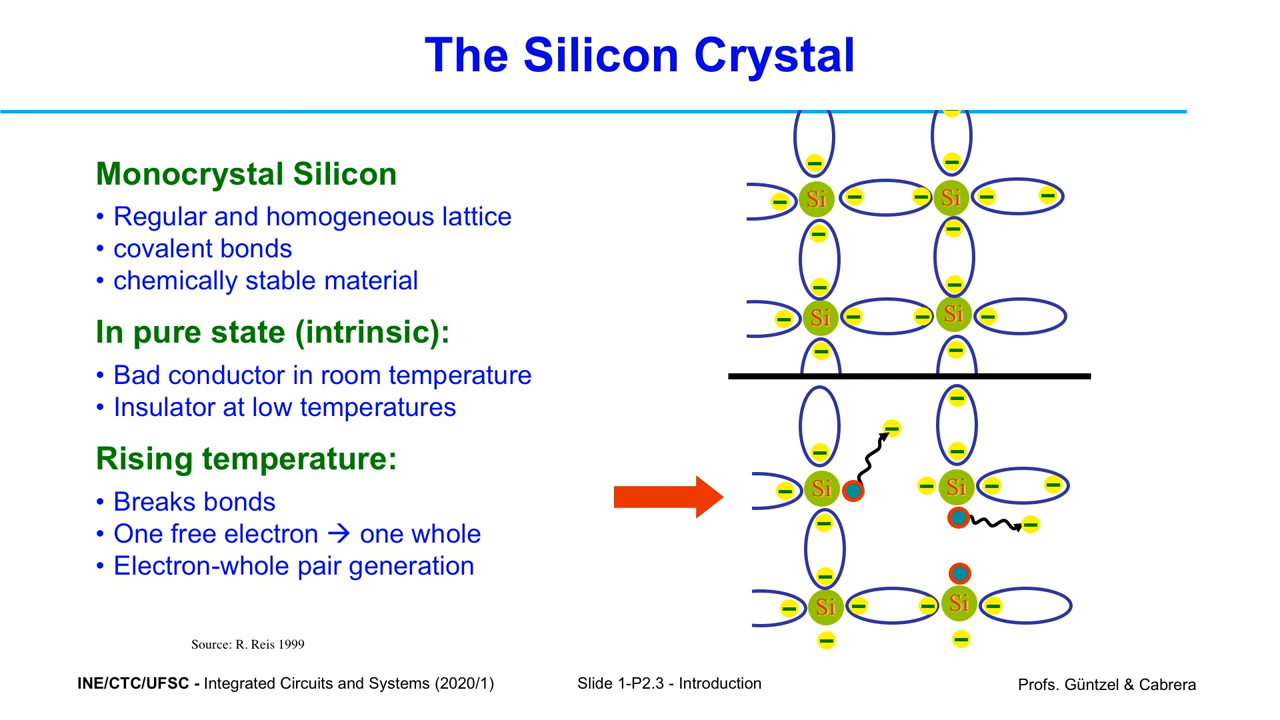 The Silicon Crystal
Monocrystal Silicon
• Regular and homogeneous lattice
• covalent bonds
• chemically stable material
In pure state (intrinsic):
• Bad conductor in room temperature
• Insulator at low temperatures
Rising temperature:
• Breaks bonds
• One free electron → one whole
• Electron-whole pair generation
Si Si
Si Si
Si Si
Si Si
Source: R. Reis 1999
INE/CTC/UFSC - Integrated Circuits and Systems (2020/1)
Slide 1-P2.3 - Introduction
Profs. Güntzel & Cabrera